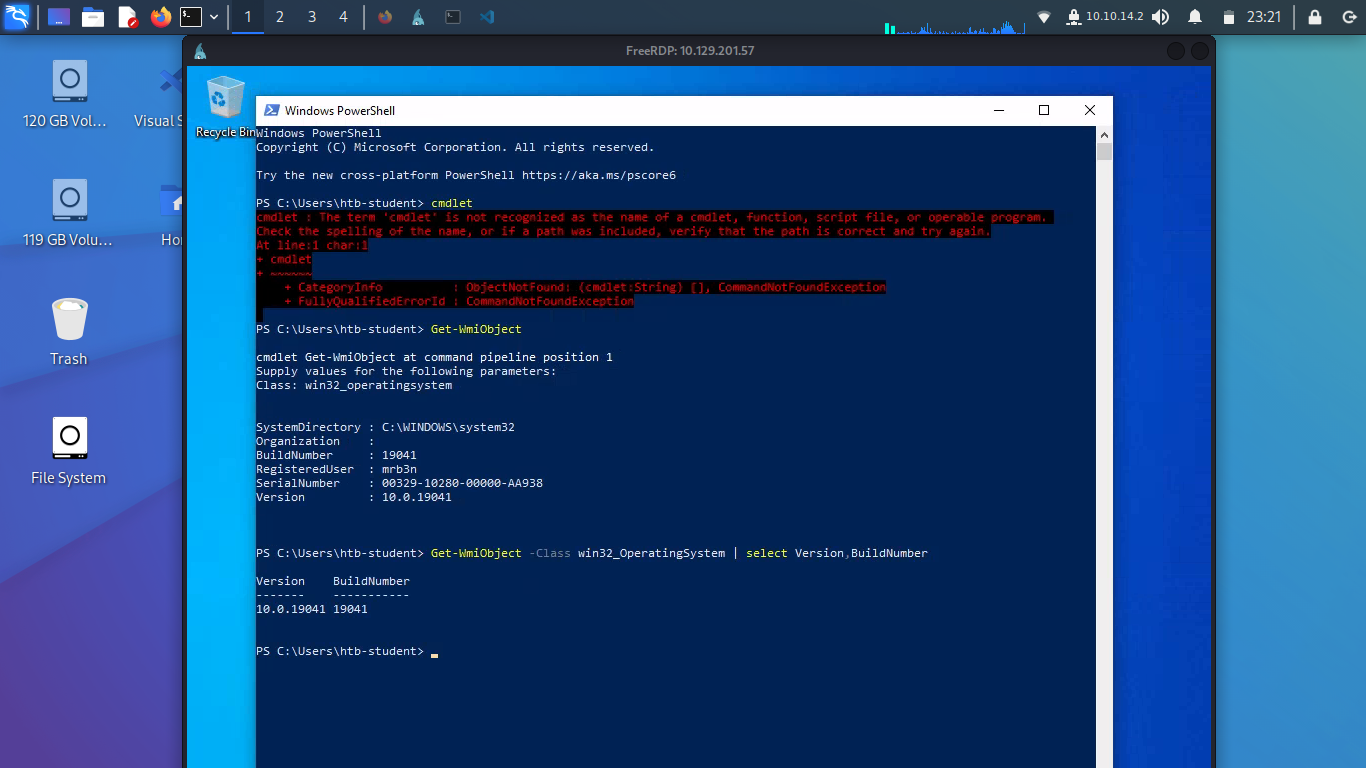 1 2 3 4 10.10.14.2 23:21
FreeRDP: 10.129.201.57
120 GB Vol...
Visual S
119 GB Volu...
Ho
Trash
File System
Recycle Bin
Windows PowerShell
Windows PowerShell
Copyright (C) Microsoft Corporation. All rights reserved.
Try the new cross-platform PowerShell https://aka.ms/pscore6
PS C:\Users\htb-student> cmdlet
cmdlet : The term 'cmdlet' is not recognized as the name of a cmdlet, function, script file, or operable program.
Check the spelling of the name, or if a path was included, verify that the path is correct and try again.
At line:1 char:1
+ cmdlet
+ ~~~~~~
    + CategoryInfo          : ObjectNotFound: (cmdlet:String) [], CommandNotFoundException
    + FullyQualifiedErrorId : CommandNotFoundException
PS C:\Users\htb-student> Get-WmiObject
cmdlet Get-WmiObject at command pipeline position 1
Supply values for the following parameters:
Class: win32_operatingsystem
SystemDirectory : C:\WINDOWS\system32
Organization    :
BuildNumber     : 19041
RegisteredUser  : mrb3n
SerialNumber    : 00329-10280-00000-AA938
Version         : 10.0.19041
PS C:\Users\htb-student> Get-WmiObject -Class win32_OperatingSystem | select Version,BuildNumber
Version    BuildNumber
-------    -----------
10.0.19041 19041
PS C:\Users\htb-student>